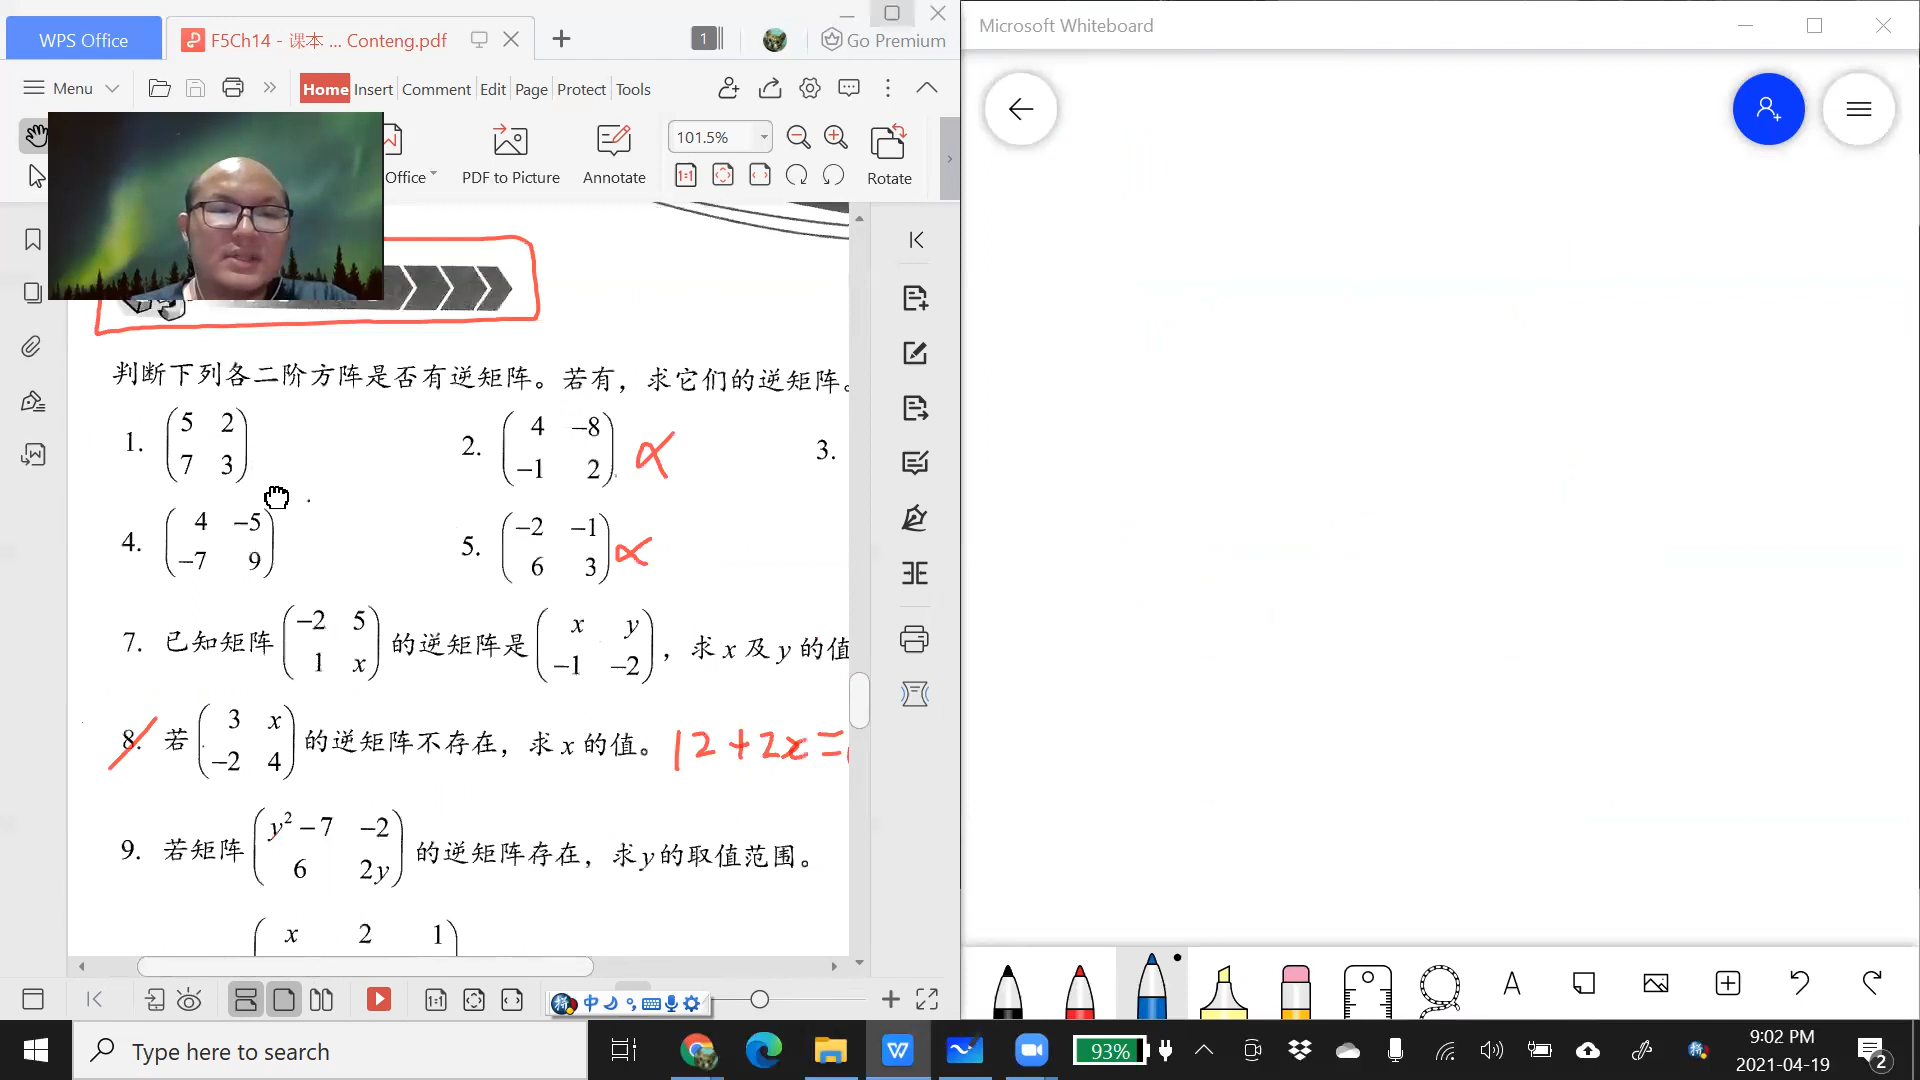 WPS Office
F5Ch14 - 课本 ... Conteng.pdf
1
Go Premium
Microsoft Whiteboard
Menu
Home Insert Comment Edit Page Protect Tools
101.5%
Office
PDF to Picture
Annotate
Rotate
判断下列各二阶方阵是否有逆矩阵。若有，求它们的逆矩阵。
1. (5 2
7 3)
2. (4 −8
−1 2)
3.
4. (4 −5
−7 9)
5. (−2 −1
6 3)
7. 已知矩阵 (−2 5
1 x) 的逆矩阵是 (x y
−1 −2)，求 x 及 y 的值
8. 若 (3 x
−2 4) 的逆矩阵不存在，求 x 的值。 12+2x=
9. 若矩阵 (y² − 7 −2
6 2y) 的逆矩阵存在，求y的取值范围。
(x 2 1)
中
Type here to search
93%
9:02 PM
2021-04-19
2